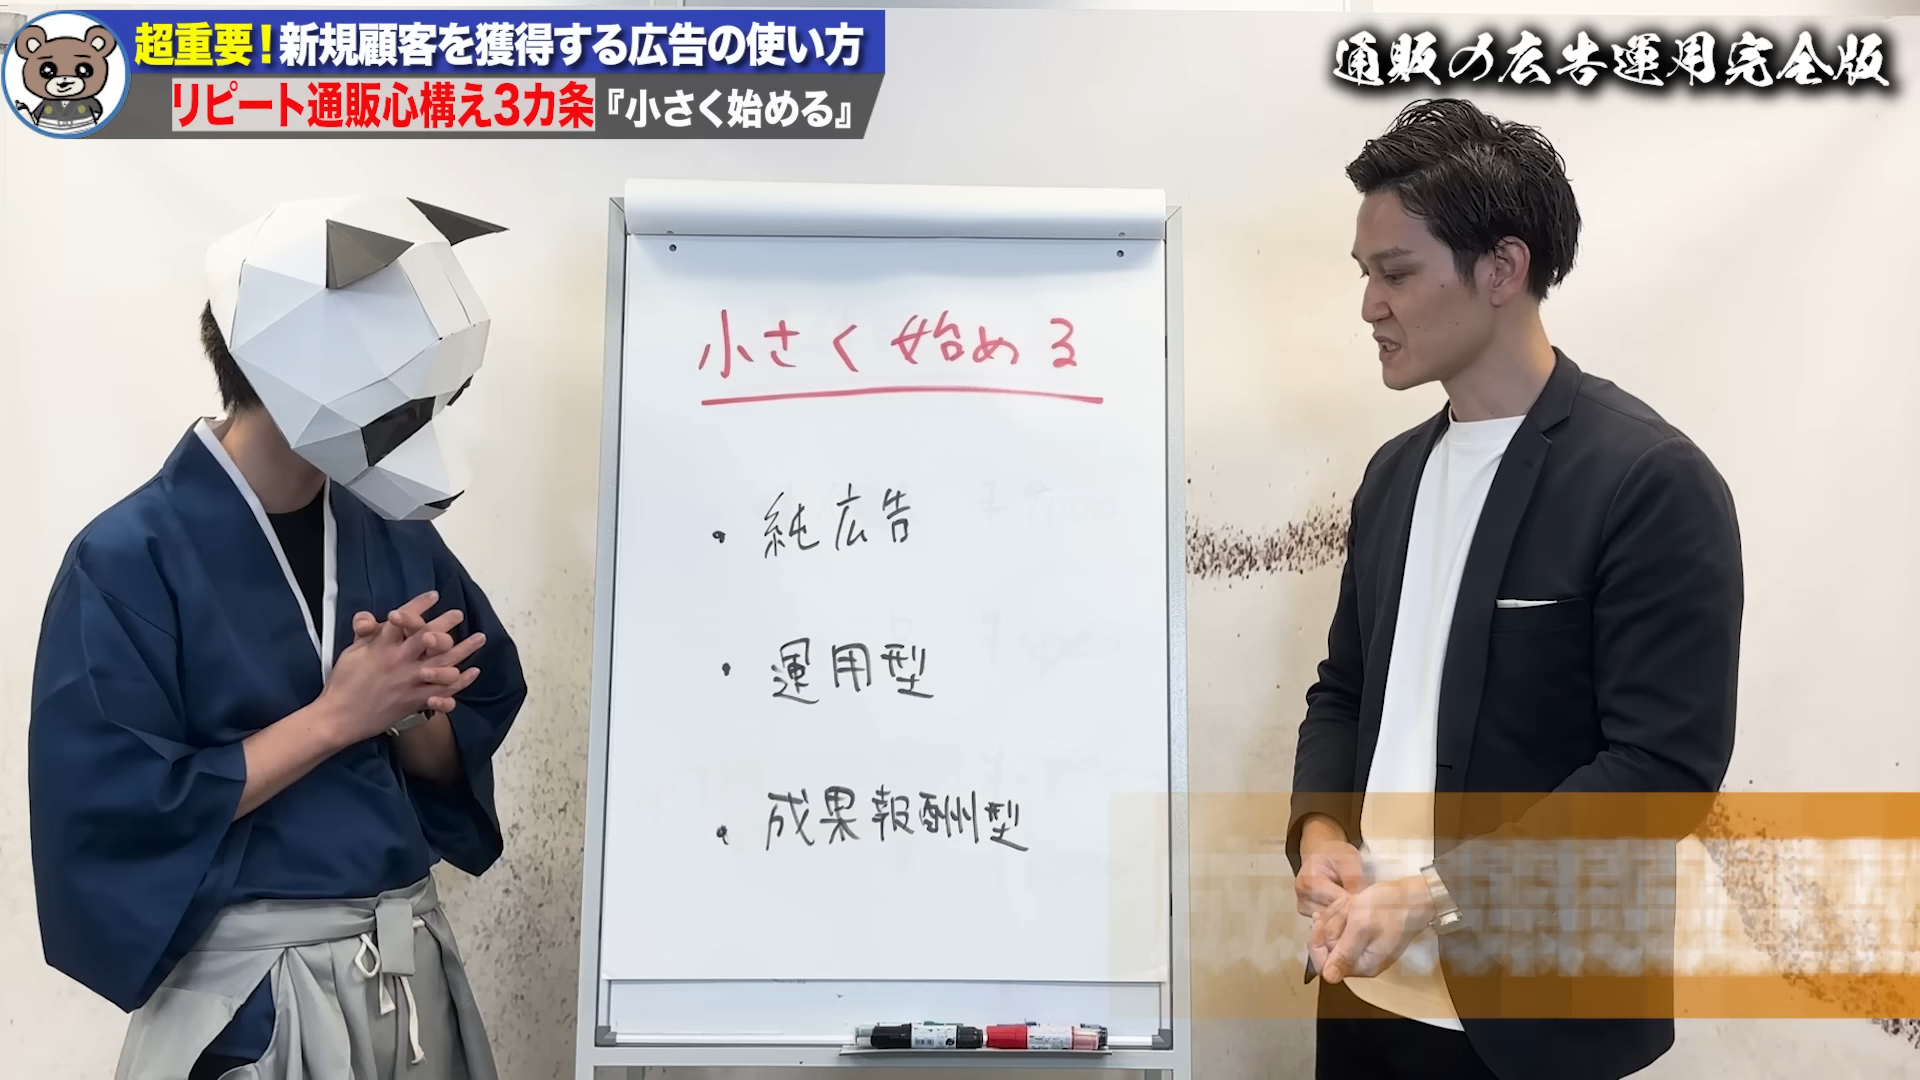 超重要!新規顧客を獲得する広告の使い方
リピート通販心構え3カ条『小さく始める』
通販の広告運用完全版
小さく始める
・純広告
・運用型
・成果報酬型